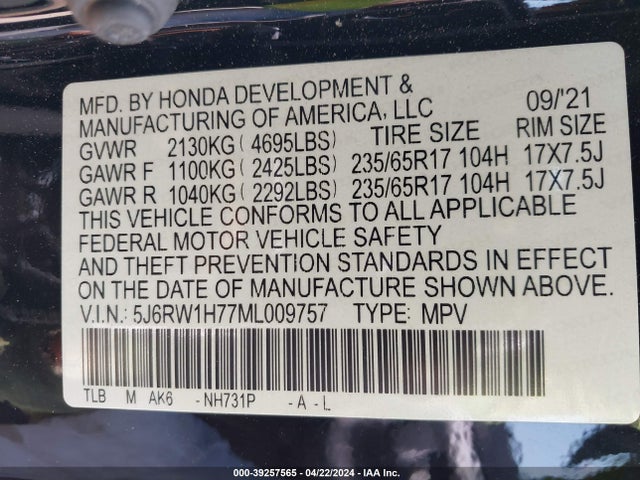 MFD. BY HONDA DEVELOPMENT &
MANUFACTURING OF AMERICA, LLC 09/'21
GVWR 2130KG ( 4695LBS) TIRE SIZE RIM SIZE
GAWR F 1100KG ( 2425LBS) 235/65R17 104H 17X7.5J
GAWR R 1040KG ( 2292LBS) 235/65R17 104H 17X7.5J
THIS VEHICLE CONFORMS TO ALL APPLICABLE
FEDERAL MOTOR VEHICLE SAFETY
AND THEFT PREVENTION STANDARDS IN EFFECT
ON THE DATE OF MANUFACTURE SHOWN ABOVE.
V.I.N.: 5J6RW1H77ML009757 TYPE: MPV
TLB M AK6 -NH731P -A-L
000-39257565 - 04/22/2024 - IAA Inc.